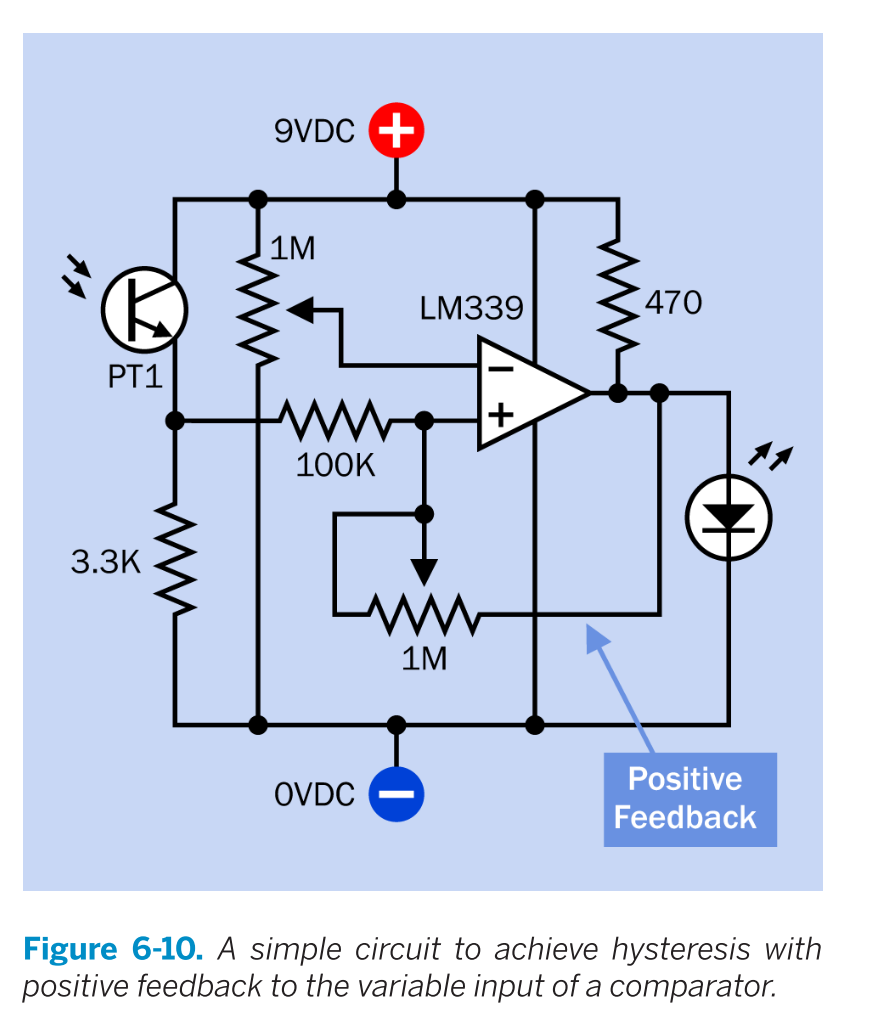 9VDC
1M
LM339
470
PT1
100K
3.3K
1M
0VDC
Positive
Feedback
Figure 6-10. A simple circuit to achieve hysteresis with
positive feedback to the variable input of a comparator.